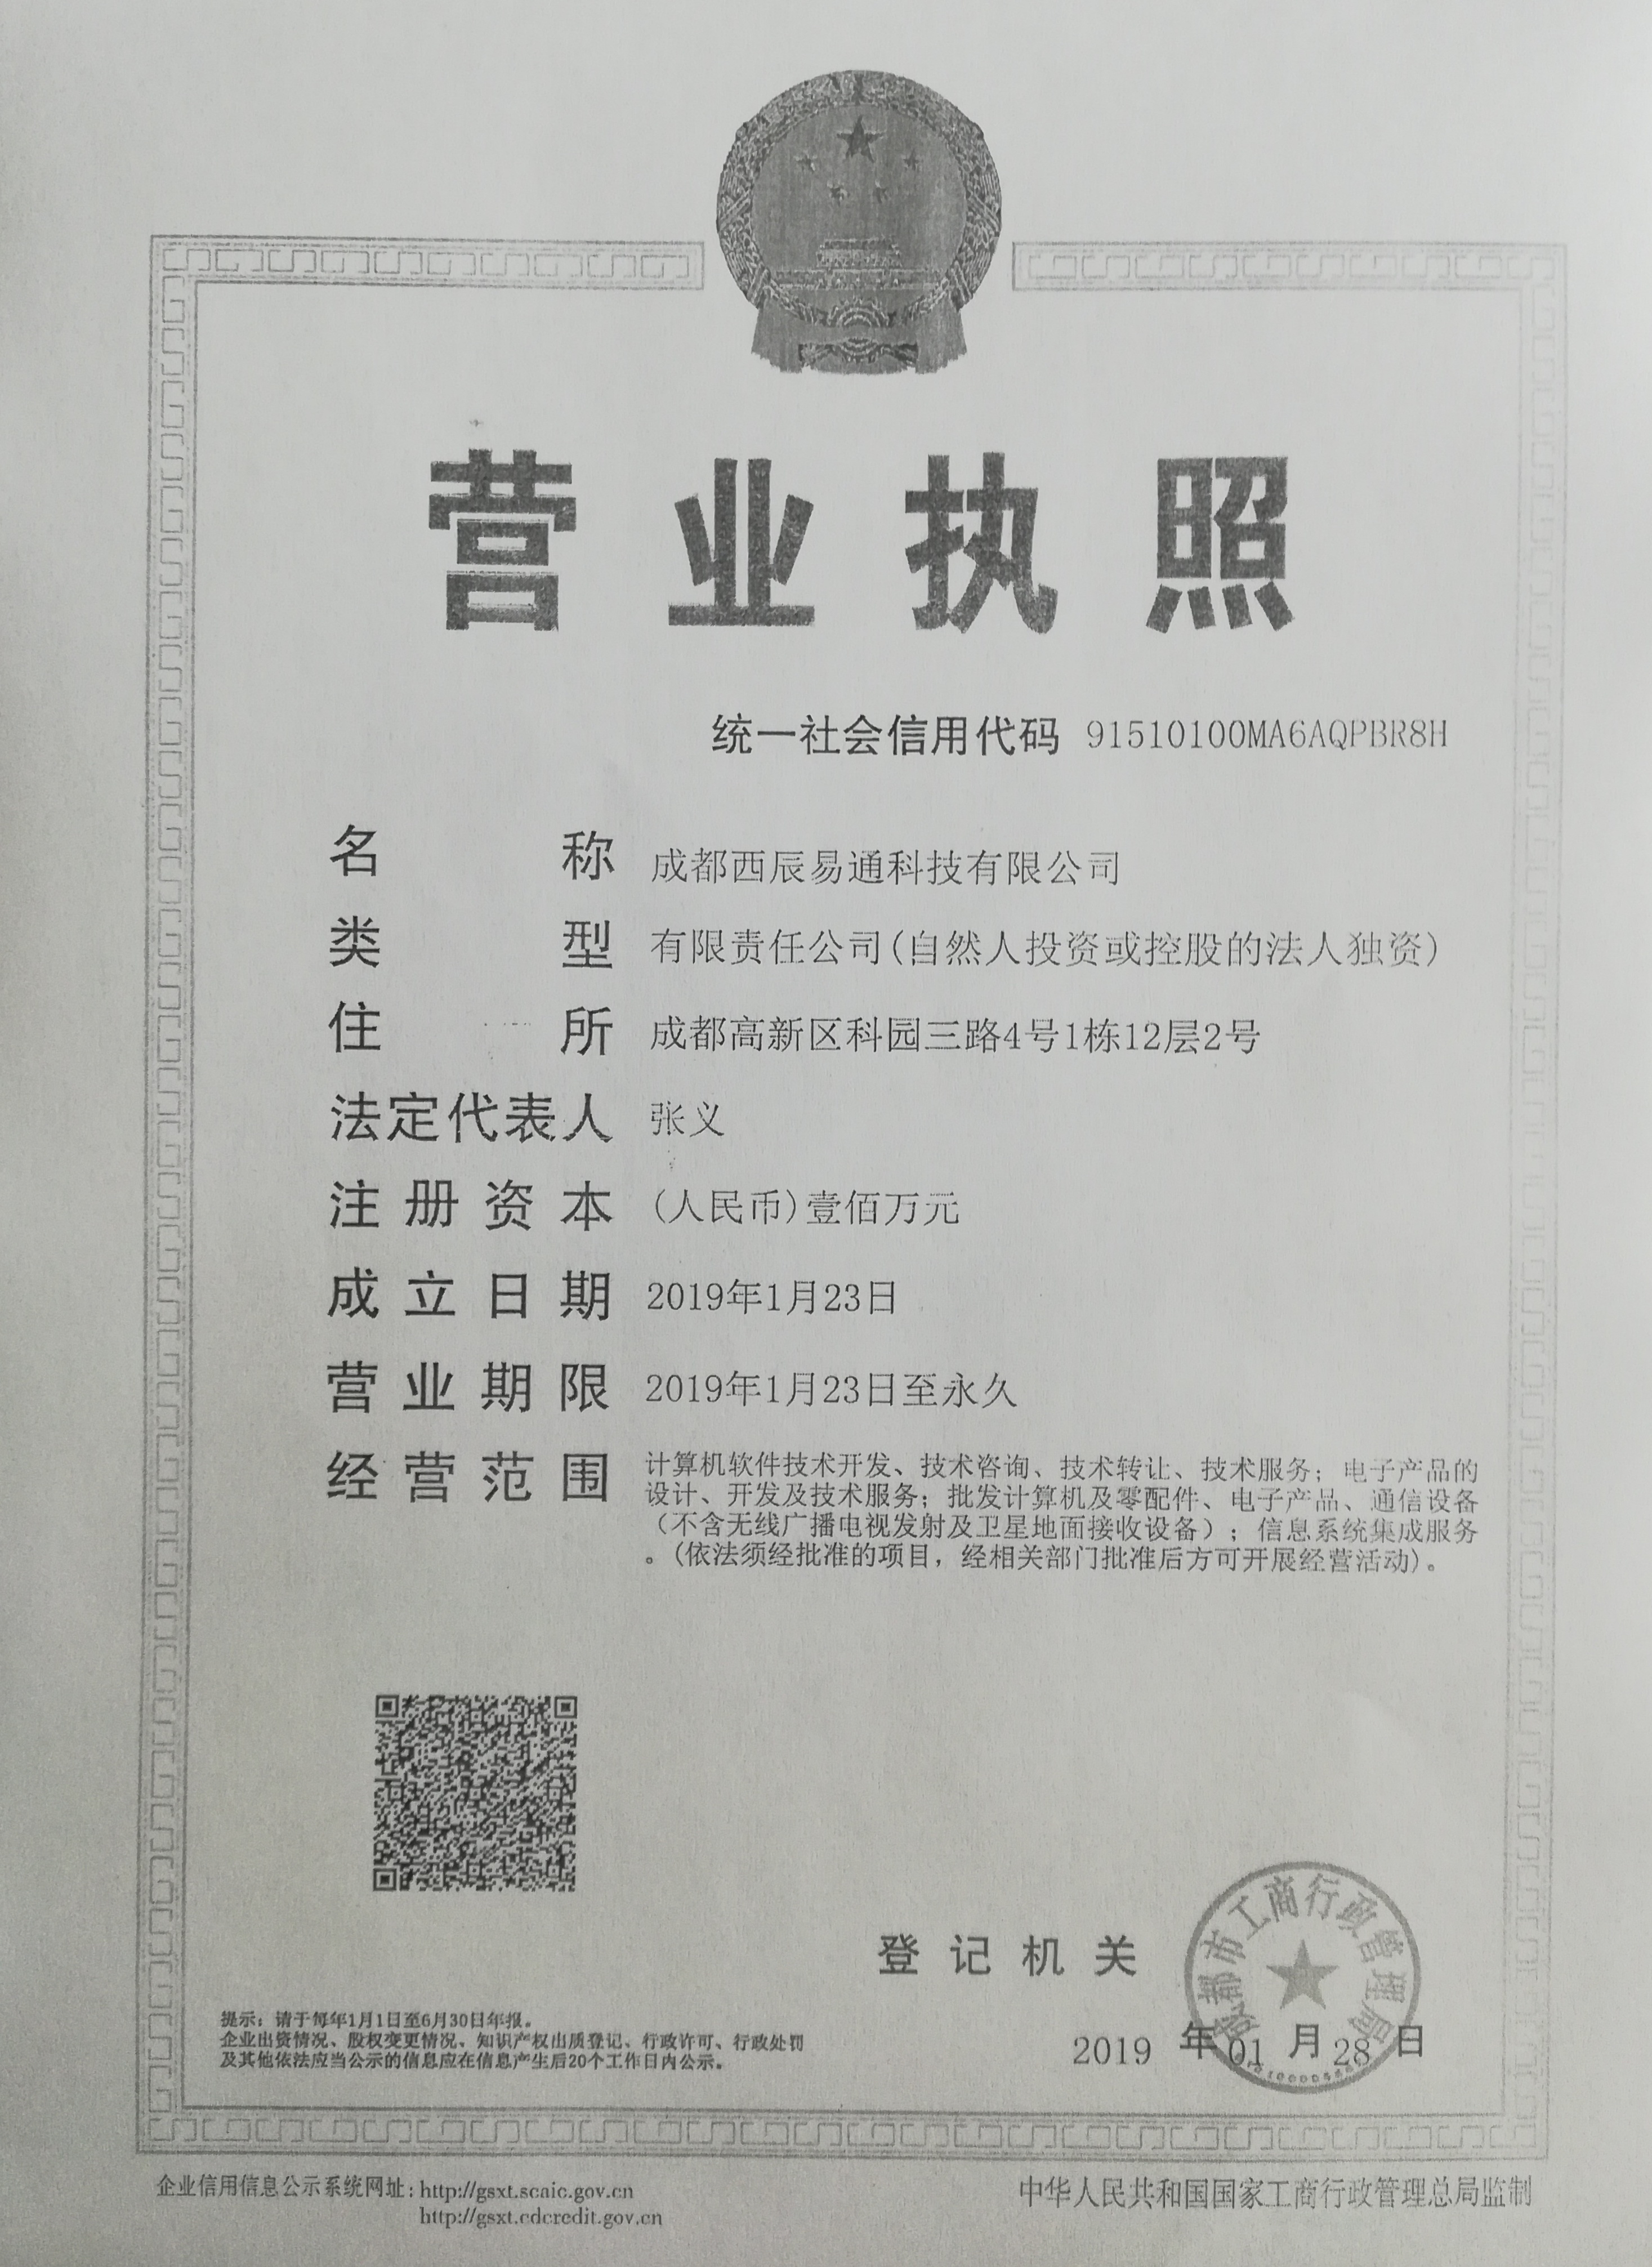 营业执照
统一社会信用代码 91510100MA6AQPBR8H
名称 成都西辰易通科技有限公司
类型 有限责任公司(自然人投资或控股的法人独资)
住所 成都高新区科园三路4号1栋12层2号
法定代表人 张义
注册资本 (人民币)壹佰万元
成立日期 2019年1月23日
营业期限 2019年1月23日至永久
经营范围 计算机软件技术开发、技术咨询、技术转让、技术服务；电子产品的
设计、开发及技术服务；批发计算机及零配件、电子产品、通信设备
（不含无线广播电视发射及卫星地面接收设备）；信息系统集成服务
。(依法须经批准的项目，经相关部门批准后方可开展经营活动)。
登记机关
成都市工商行政管理局
2019 年 01 月 28 日
提示：请于每年1月1日至6月30日年报。
企业出资情况、股权变更情况、知识产权出质登记、行政许可、行政处罚
及其他依法应当公示的信息应在信息产生后20个工作日内公示。
企业信用信息公示系统网址：http://gsxt.scaic.gov.cn
http://gsxt.cdcredit.gov.cn
中华人民共和国国家工商行政管理总局监制